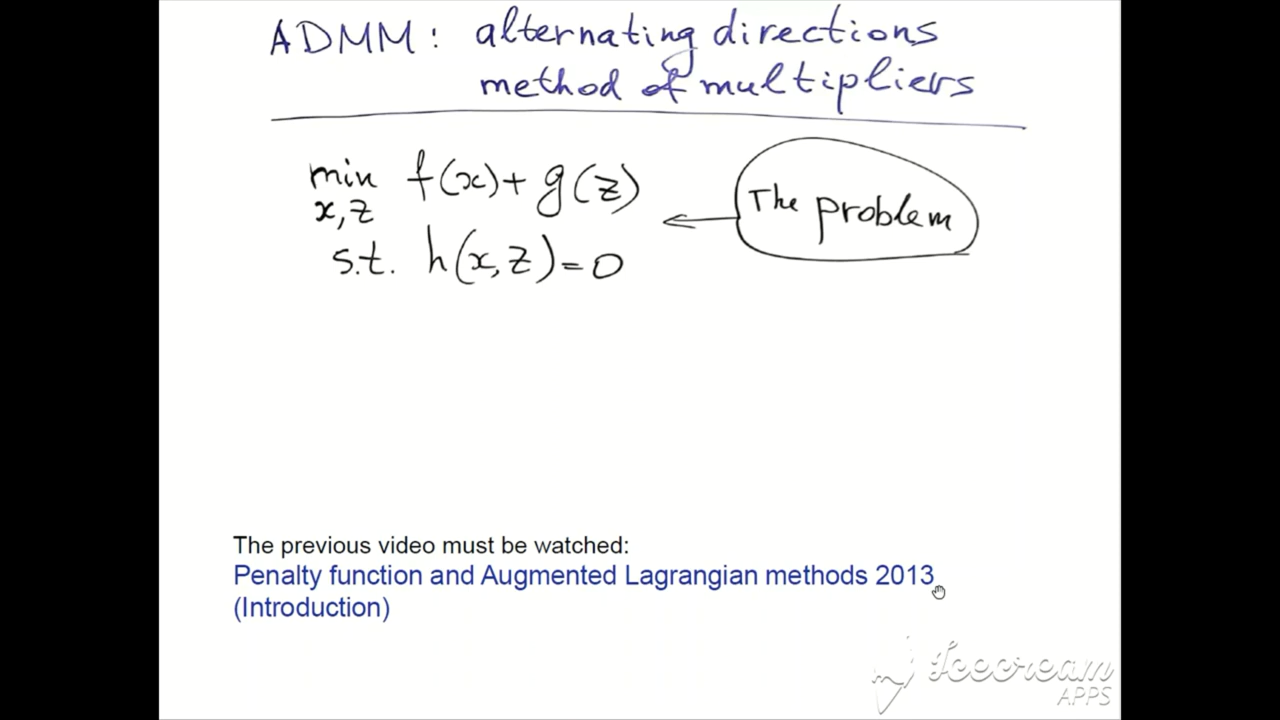 ADMM: alternating directions
method of multipliers
min f(x)+ g(z)
x,z
s.t. h(x,z)=0
The problem
The previous video must be watched:
Penalty function and Augmented Lagrangian methods 2013
(Introduction)
Icecream
APPS